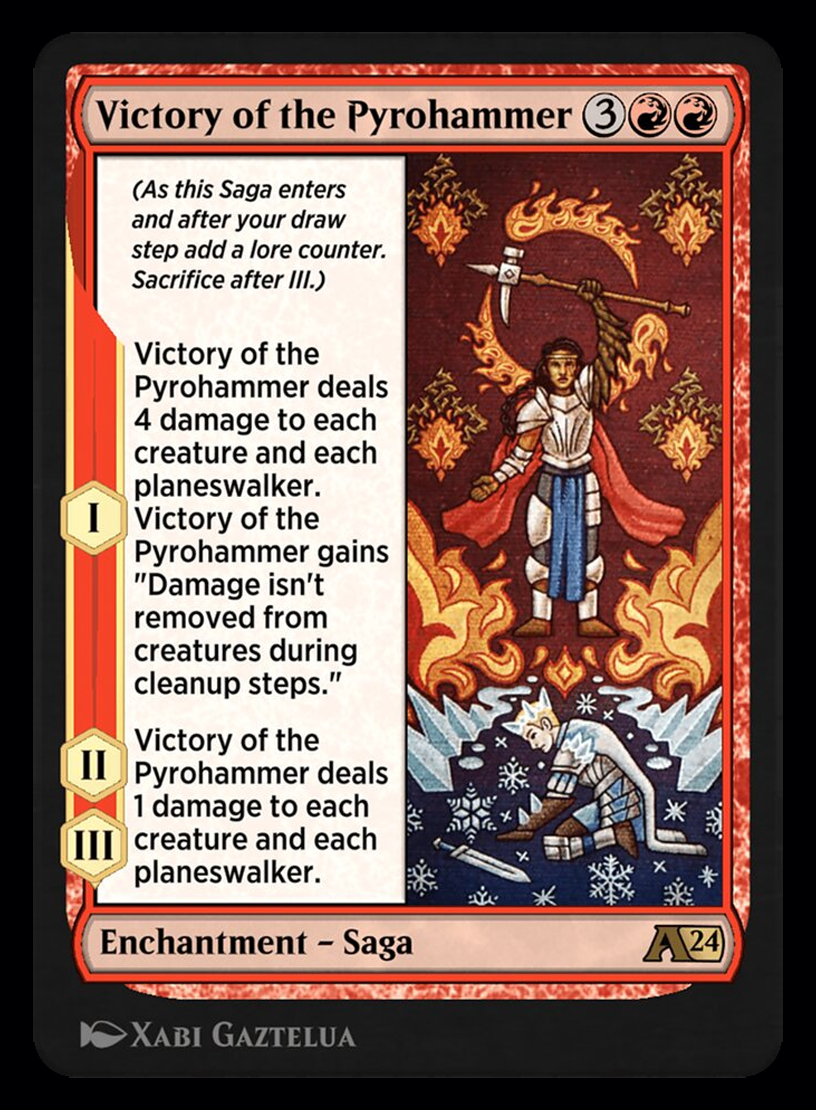 Victory of the Pyrohammer 3
(As this Saga enters
and after your draw
step add a lore counter.
Sacrifice after III.)
I
Victory of the
Pyrohammer deals
4 damage to each
creature and each
planeswalker.
Victory of the
Pyrohammer gains
"Damage isn't
removed from
creatures during
cleanup steps."
II
III
Victory of the
Pyrohammer deals
1 damage to each
creature and each
planeswalker.
Enchantment – Saga
A24
Xabi Gaztelua